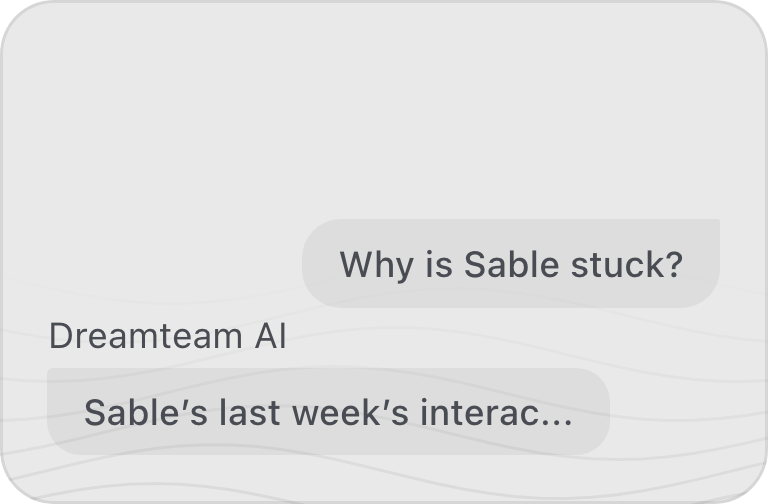 Why is Sable stuck?
Dreamteam AI
Sable’s last week’s interac...